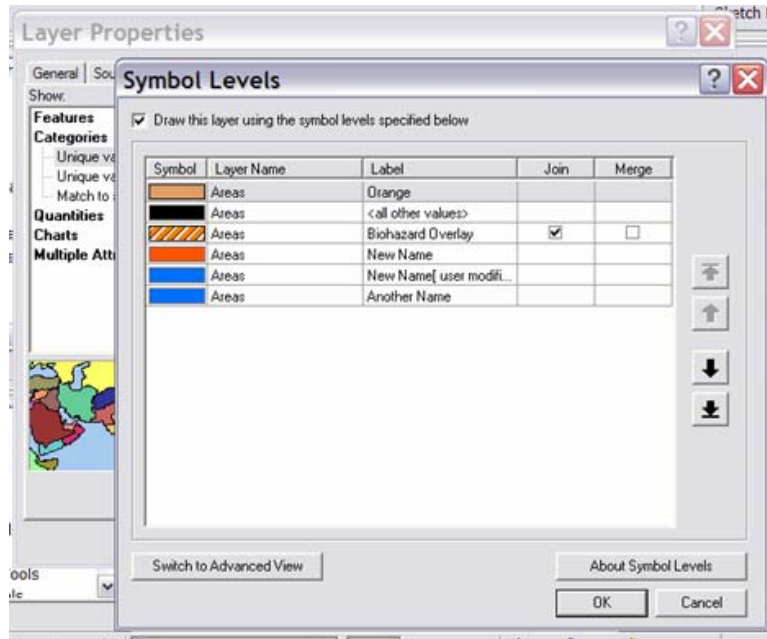 Layer Properties
General
Show:
Features
Categories
Unique va
Unique va
Match to
Quantities
Charts
Multiple Att
Symbol Levels
Draw this layer using the symbol levels specified below
Symbol Layer Name Label Join Merge
Areas Orange
Areas <all other values>
Areas Biohazard Overlay
Areas New Name
Areas New Name[ user modifi...
Areas Another Name
Switch to Advanced View
About Symbol Levels
OK Cancel